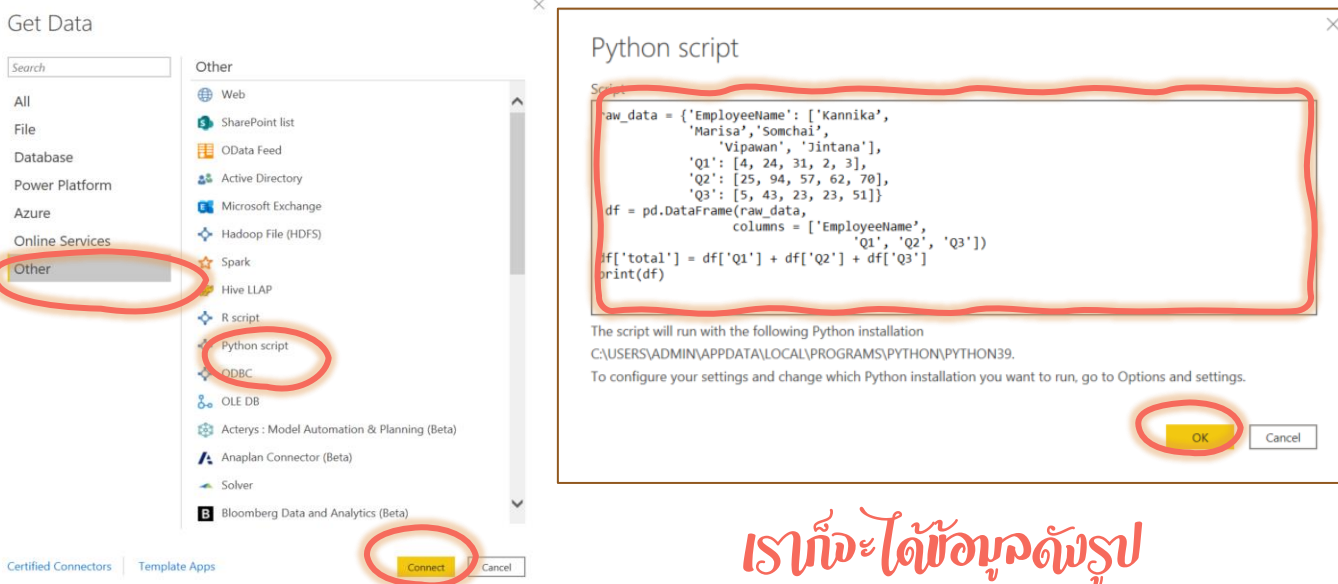 Get Data
Search
All
File
Database
Power Platform
Azure
Online Services
Other
Other
Web
SharePoint list
OData Feed
Active Directory
Microsoft Exchange
Hadoop File (HDFS)
Spark
Hive LLAP
R script
Python script
ODBC
OLE DB
Acterys : Model Automation & Planning (Beta)
Anaplan Connector (Beta)
Solver
Bloomberg Data and Analytics (Beta)
Certified Connectors
Template Apps
Connect
Cancel
Python script
Script
raw_data = {'EmployeeName': ['Kannika’,
'Marisa’,'Somchai’,
'Vipawan', 'Jintana'],
'Q1': [4, 24, 31, 2, 3],
'Q2': [25, 94, 57, 62, 70],
'Q3': [5, 43, 23, 23, 51]}
df = pd.DataFrame(raw_data,
columns = ['EmployeeName’,
'Q1', 'Q2', 'Q3'])
df['total'] = df['Q1'] + df['Q2'] + df['Q3']
print(df)
The script will run with the following Python installation
C:\USERS\ADMIN\APPDATA\LOCAL\PROGRAMS\PYTHON\PYTHON39.
To configure your settings and change which Python installation you want to run, go to Options and settings.
OK
Cancel
เราก็จะได้ข้อมูลดังรูป